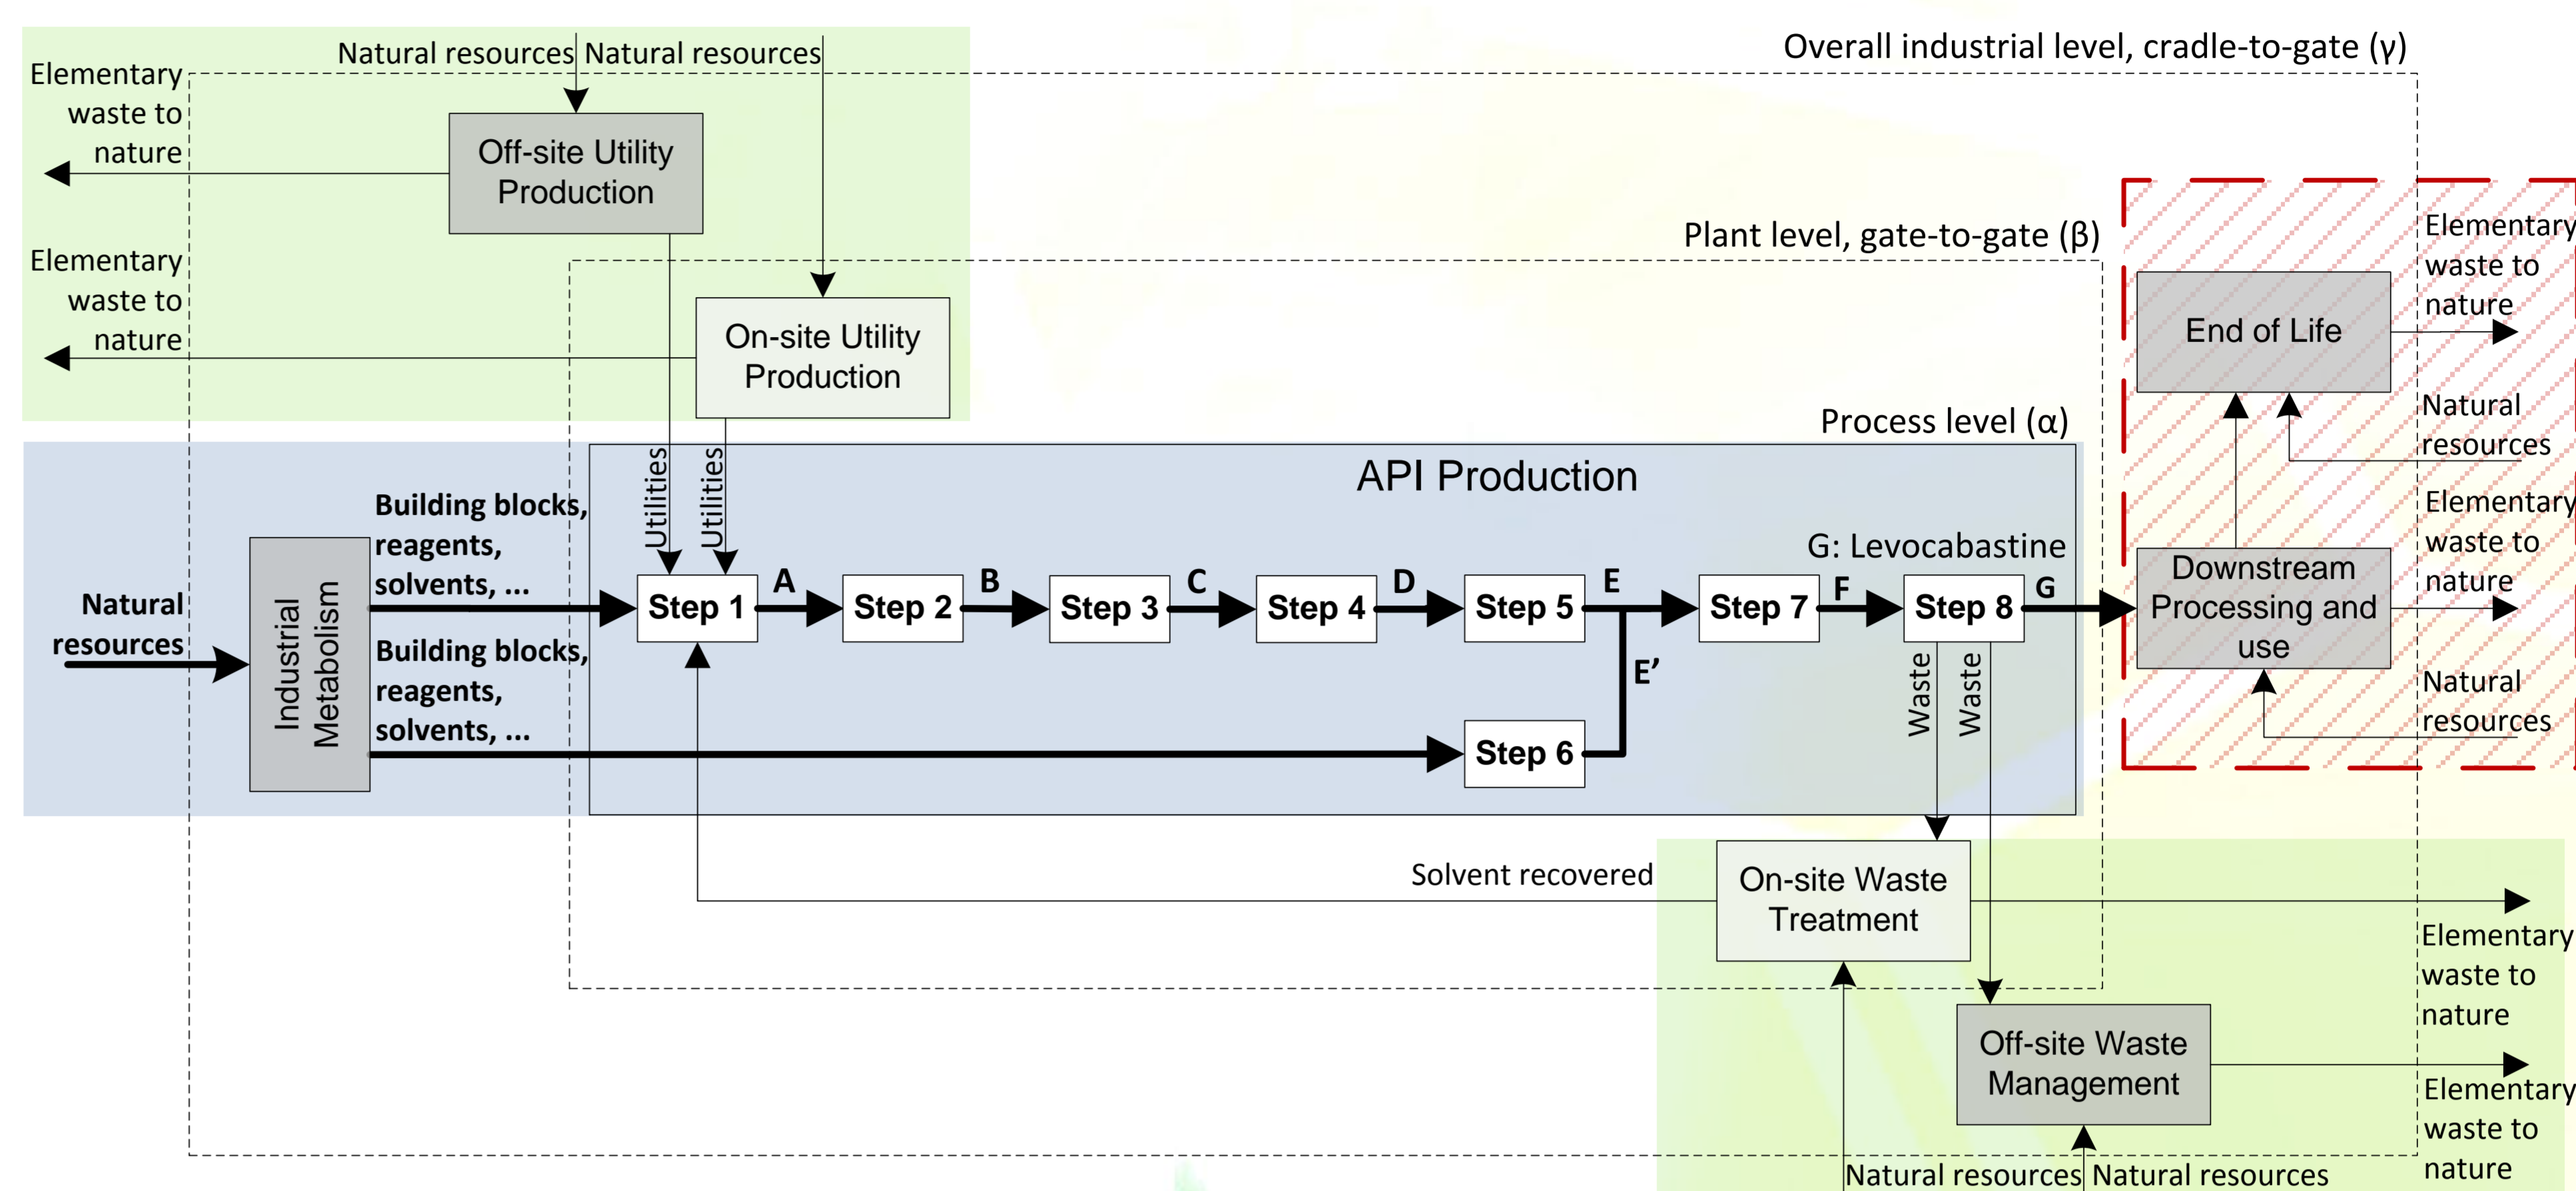 Overall industrial level, cradle-to-gate (γ)
Natural resources
Natural resources
Elementary
waste to
nature
Off-site Utility
Production
Elementary
waste to
nature
On-site Utility
Production
Plant level, gate-to-gate (β)
Elementary
waste to
nature
End of Life
Natural
resources
Process level (α)
API Production
Utilities
Utilities
Building blocks,
reagents,
solvents, ...
Natural
resources
Industrial
Metabolism
Building blocks,
reagents,
solvents, ...
Step 1
A
Step 2
B
Step 3
C
Step 4
D
Step 5
E
E’
Step 6
Step 7
F
Step 8
G: Levocabastine
G
Waste
Waste
Downstream
Processing and
use
Elementary
waste to
nature
Natural
resources
Solvent recovered
On-site Waste
Treatment
Elementary
waste to
nature
Off-site Waste
Management
Elementary
waste to
nature
Natural resources
Natural resources